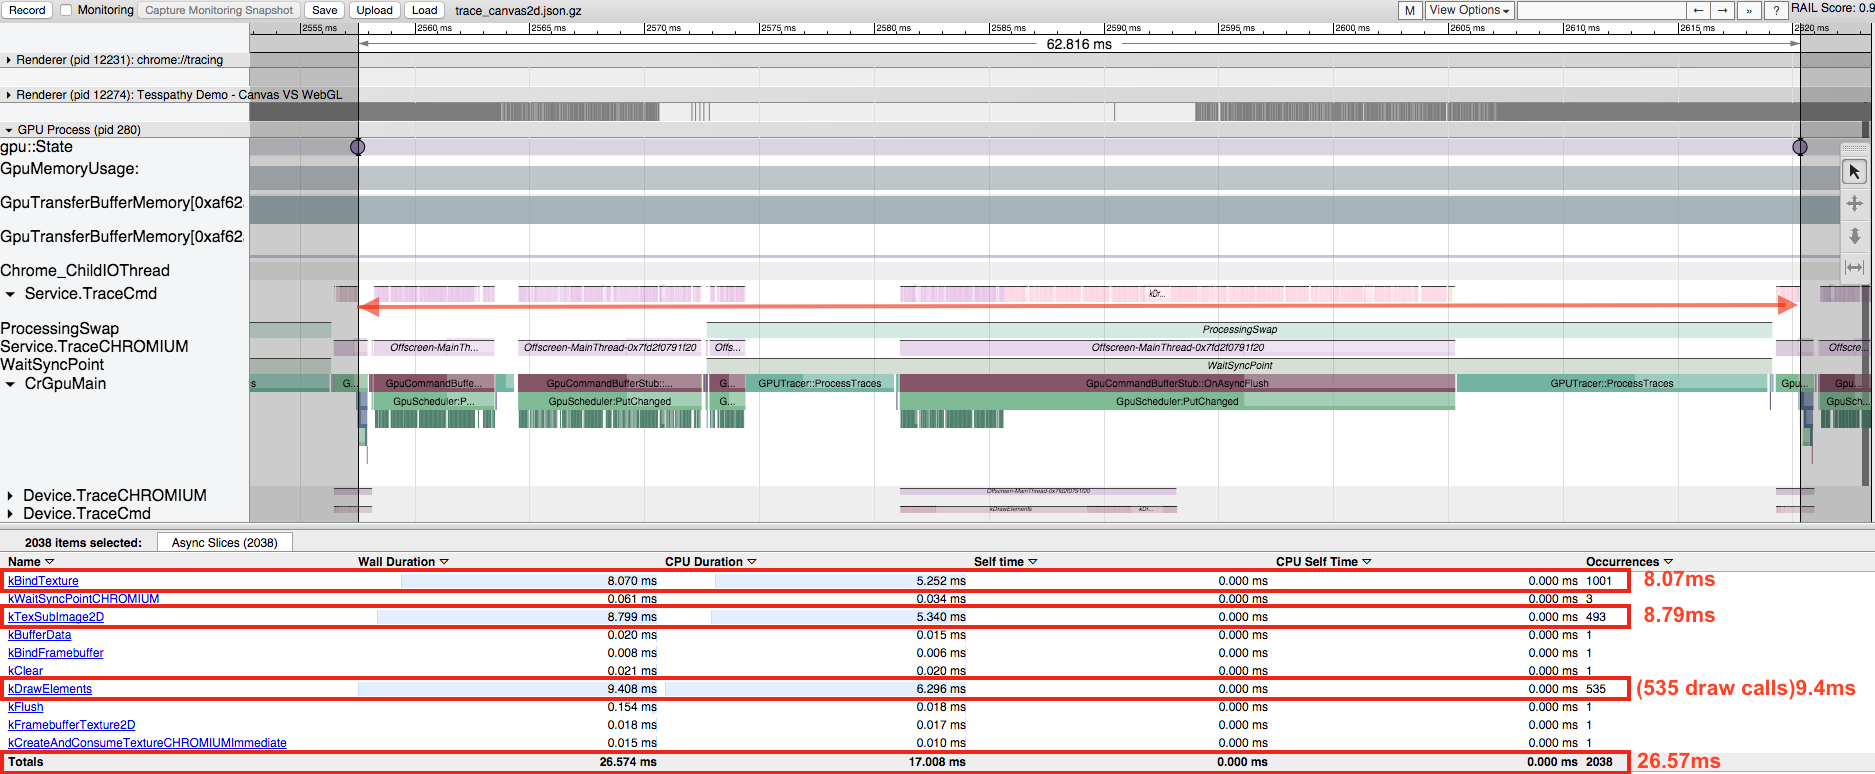 Record Monitoring Capture Monitoring Snapshot Save Upload Load trace_canvas2d.json.gz M View Options ← → » ? RAIL Score: 0.9
2555 ms 2560 ms 2565 ms 2570 ms 2575 ms 2580 ms 2585 ms 2590 ms 2595 ms 2600 ms 2605 ms 2610 ms 2615 ms 2620 ms
62.816 ms
Renderer (pid 12231): chrome://tracing
Renderer (pid 12274): Tesspathy Demo - Canvas VS WebGL
GPU Process (pid 280)
gpu::State
GpuMemoryUsage:
GpuTransferBufferMemory[0xaf62
GpuTransferBufferMemory[0xaf62
Chrome_ChildIOThread
Service.TraceCmd kDr...
ProcessingSwap ProcessingSwap
Service.TraceCHROMIUM Offscreen-MainTh... Offscreen-MainThread-0x7fd2f0791f20 Offs... Offscreen-MainThread-0x7fd2f0791f20 Offscre...
WaitSyncPoint WaitSyncPoint
CrGpuMain s G... GpuCommandBuffe... GpuCommandBufferStub::... G... GPUTracer::ProcessTraces GpuCommandBufferStub::OnAsyncFlush GPUTracer::ProcessTraces Gpu... Gpu...
GpuScheduler:P... GpuScheduler:PutChanged G... GpuScheduler:PutChanged GpuSch...
Device.TraceCHROMIUM Offscreen-MainThread-0x7fd2f0791f20
Device.TraceCmd kDrawElements kDr...
2038 items selected: Async Slices (2038)
Name Wall Duration CPU Duration Self time CPU Self Time Occurrences
kBindTexture 8.070 ms 5.252 ms 0.000 ms 0.000 ms 1001 8.07ms
kWaitSyncPointCHROMIUM 0.061 ms 0.034 ms 0.000 ms 0.000 ms 3
kTexSubImage2D 8.799 ms 5.340 ms 0.000 ms 0.000 ms 493 8.79ms
kBufferData 0.020 ms 0.015 ms 0.000 ms 0.000 ms 1
kBindFramebuffer 0.008 ms 0.006 ms 0.000 ms 0.000 ms 1
kClear 0.021 ms 0.020 ms 0.000 ms 0.000 ms 1
kDrawElements 9.408 ms 6.296 ms 0.000 ms 0.000 ms 535 (535 draw calls)9.4ms
kFlush 0.154 ms 0.018 ms 0.000 ms 0.000 ms 1
kFramebufferTexture2D 0.018 ms 0.017 ms 0.000 ms 0.000 ms 1
kCreateAndConsumeTextureCHROMIUMImmediate 0.015 ms 0.010 ms 0.000 ms 0.000 ms 1
Totals 26.574 ms 17.008 ms 0.000 ms 0.000 ms 2038 26.57ms